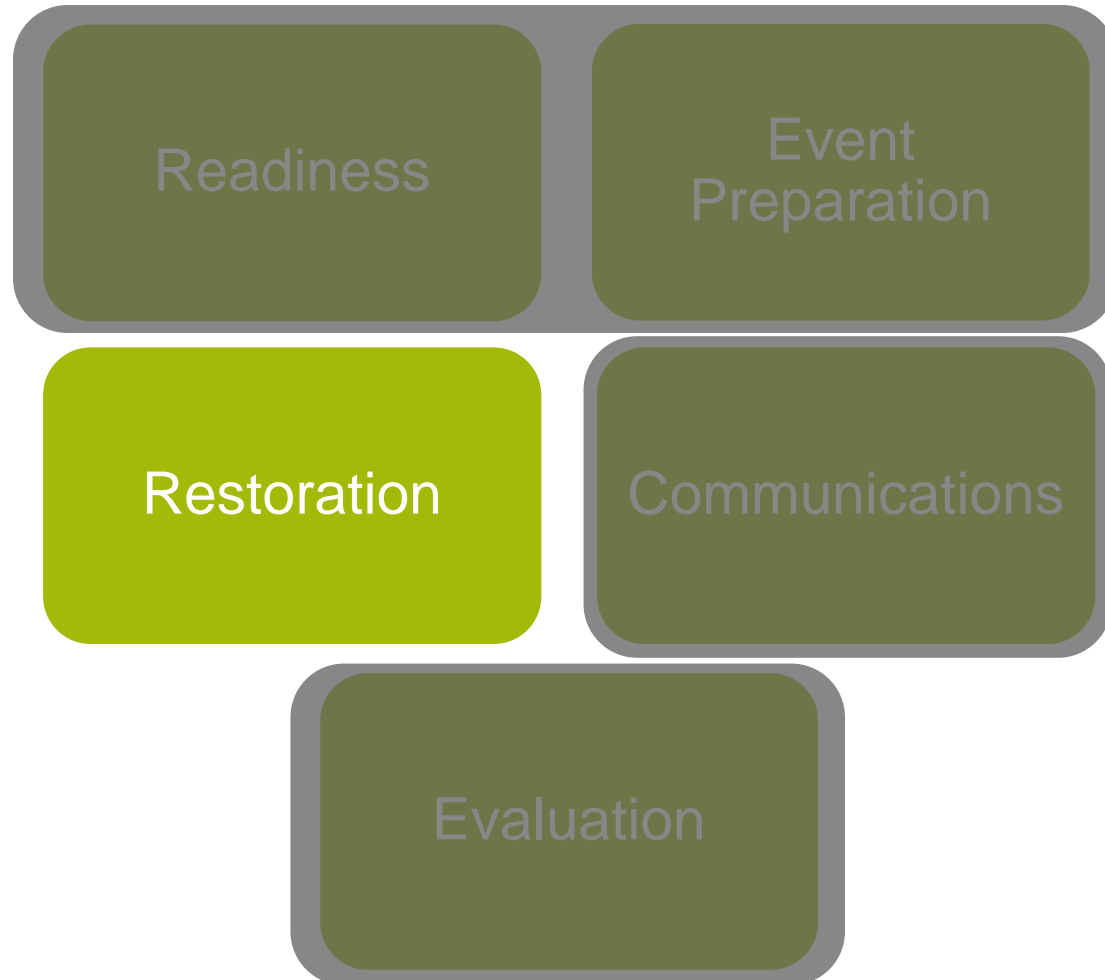 Readiness
Event
Preparation
Restoration
Communications
Evaluation